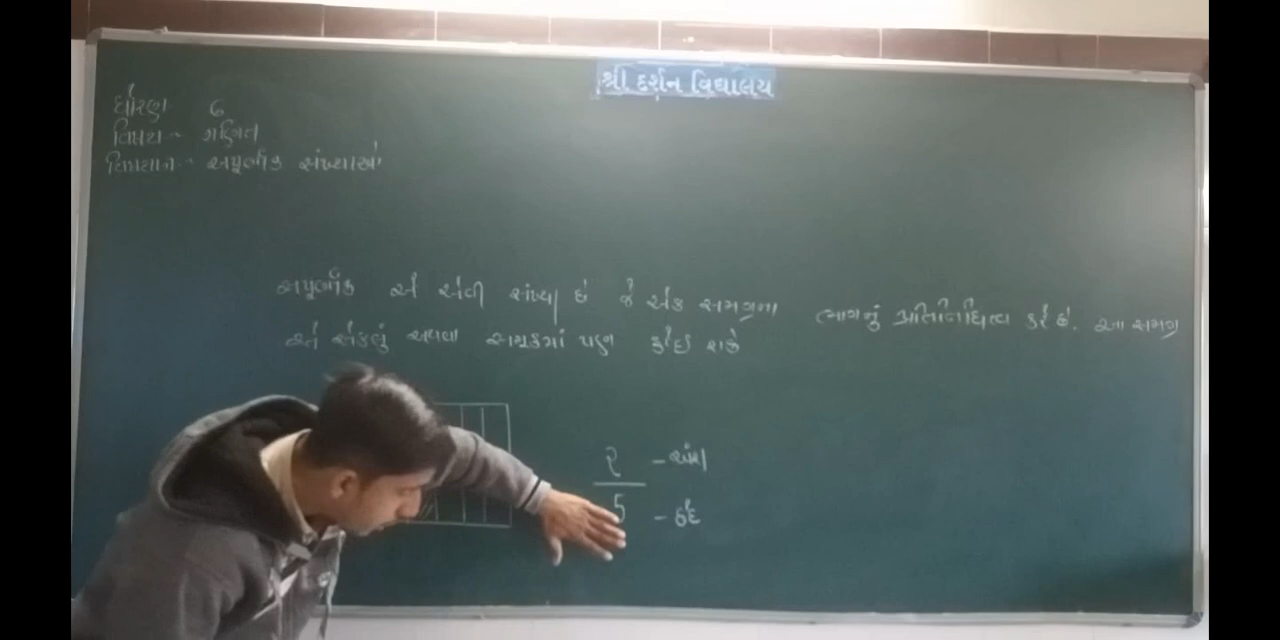 શ્રી દર્શન વિદ્યાલય
ધોરણ 6
વિષય - ગણિત
અપૂર્ણાંક સંખ્યાઓ
અપૂર્ણાંક એ એવી સંખ્યા છે જે એક સમગ્રના ભાગનું પ્રતિનિધિત્વ કરે છે. આ સમગ્ર
તે એકલું અથવા સમૂહમાં પણ હોઈ શકે
૨ - અંશ
5 - છેદ